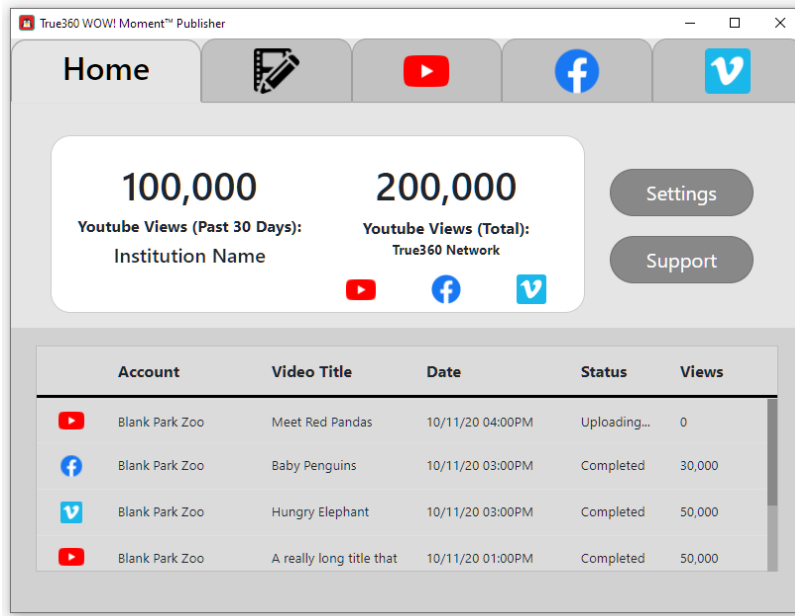 True360 WOW! Moment™ Publisher
Home
100,000
Youtube Views (Past 30 Days):
Institution Name
200,000
Youtube Views (Total):
True360 Network
Settings
Support
Account Video Title Date Status Views
Blank Park Zoo Meet Red Pandas 10/11/20 04:00PM Uploading... 0
Blank Park Zoo Baby Penguins 10/11/20 03:00PM Completed 30,000
Blank Park Zoo Hungry Elephant 10/11/20 03:00PM Completed 50,000
Blank Park Zoo A really long title that 10/11/20 01:00PM Completed 50,000